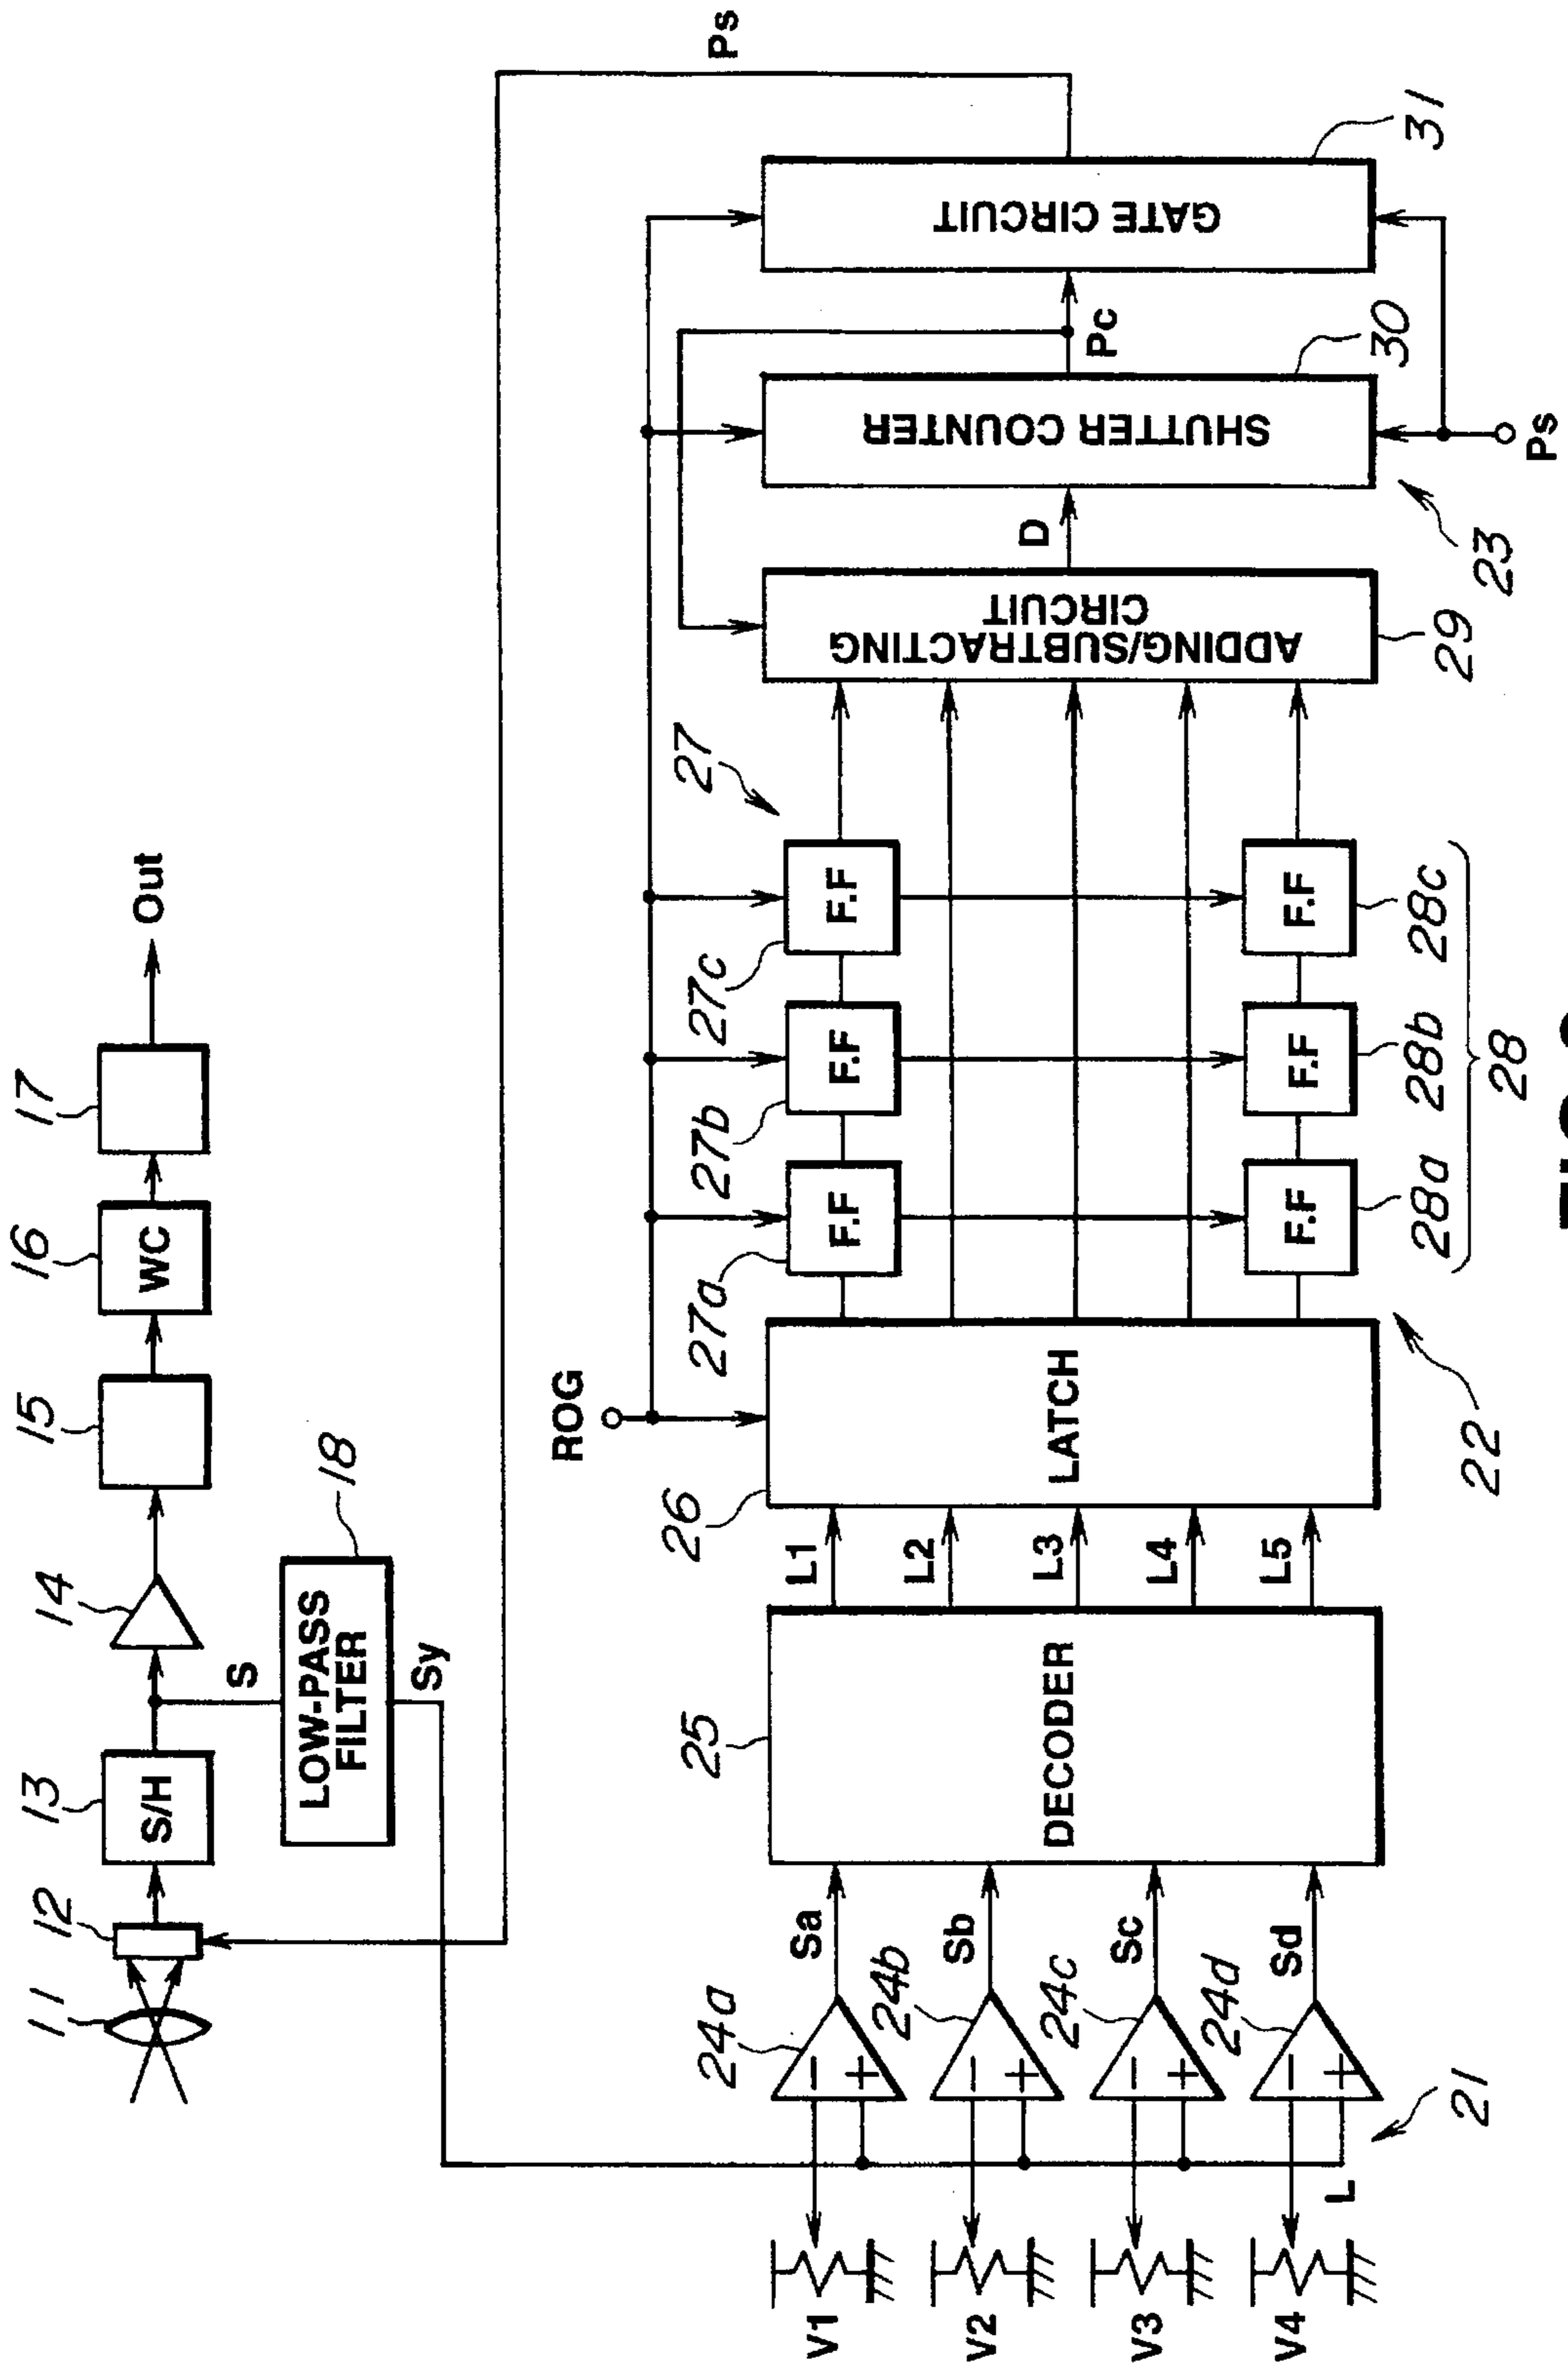 11
12
13
S/H
14
15
16
WC
17
Out
S
LOW-PASS
FILTER
18
Sy
Ps
ROG
V1
V2
V3
V4
L
21
24a
24b
24c
24d
Sa
Sb
Sc
Sd
25
DECODER
L1
L2
L3
L4
L5
26
LATCH
22
27a
F.F
27b
F.F
27c
F.F
27
F.F
28a
F.F
28b
F.F
28c
28
ADDING/SUBTRACTING
CIRCUIT
29
D
SHUTTER COUNTER
30
23
Pc
GATE CIRCUIT
31
Ps